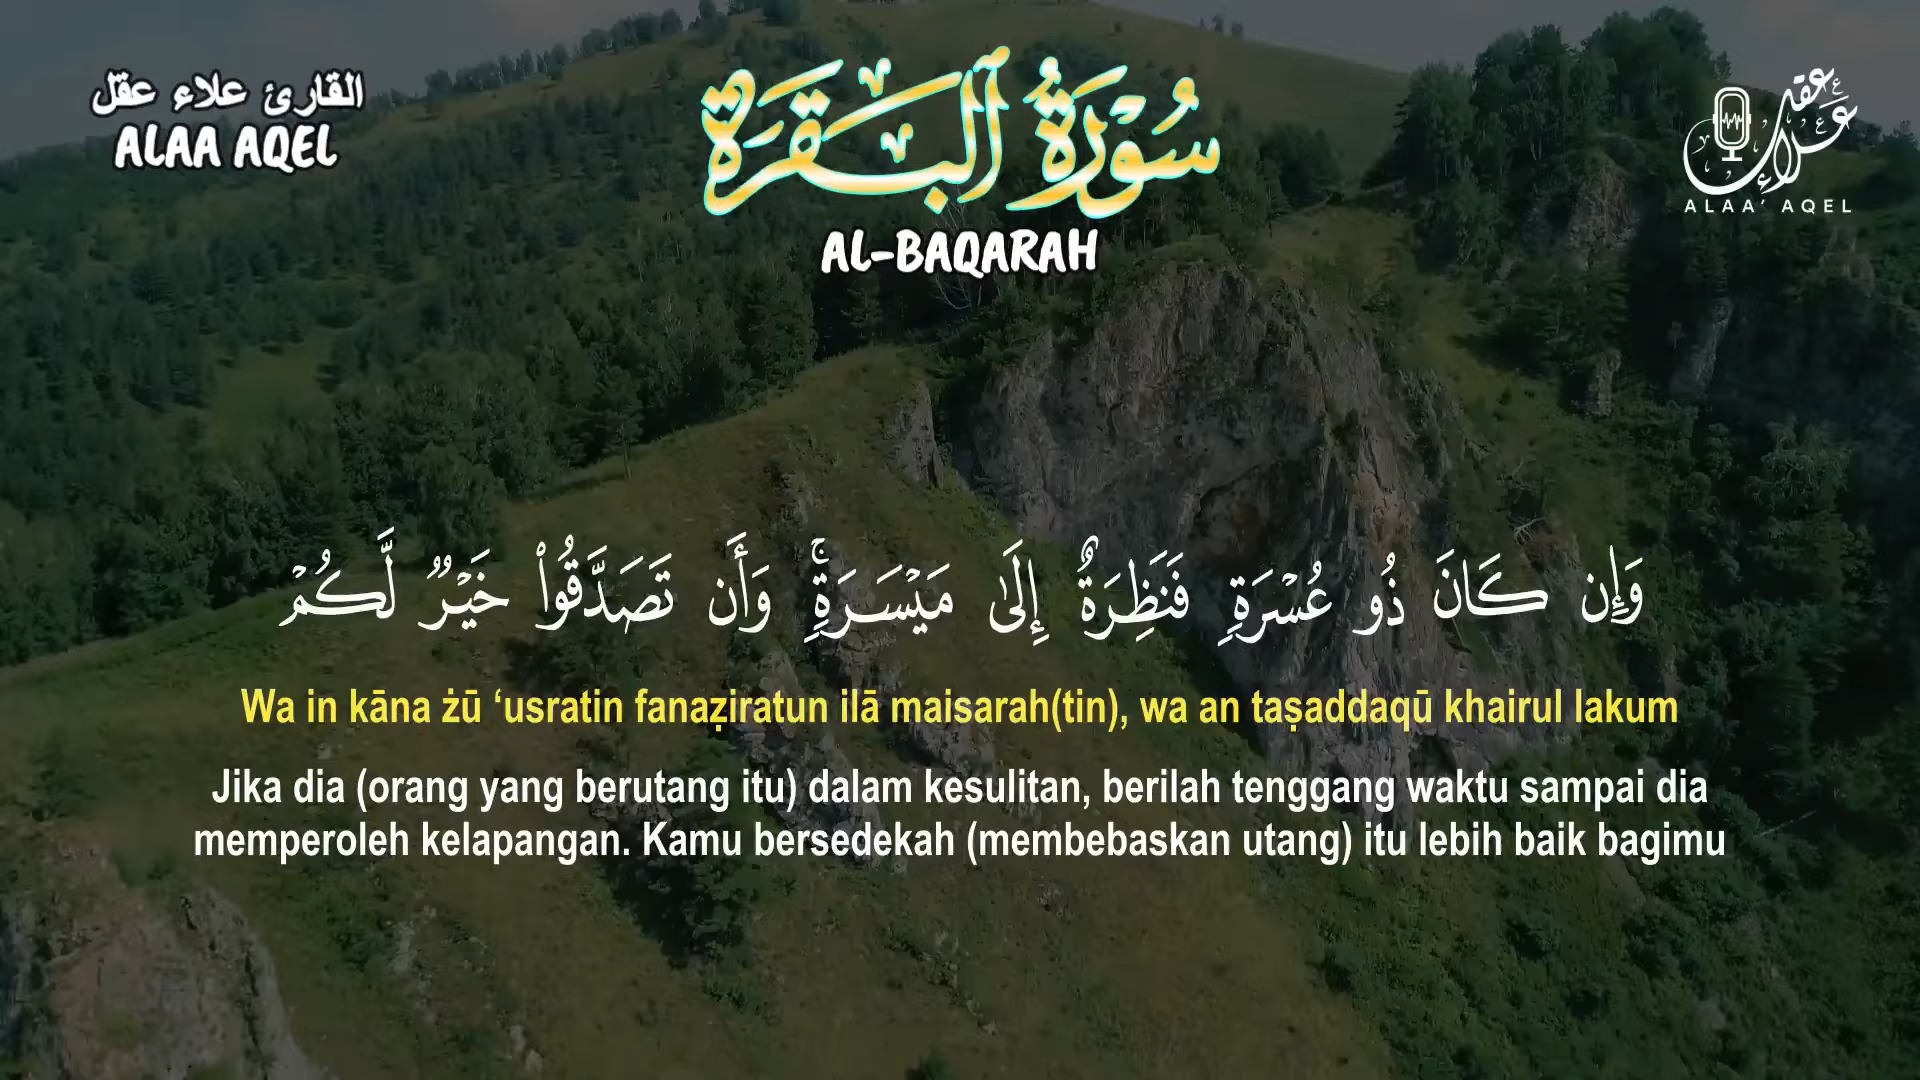 القارئ علاء عقل
ALAA AQEL
سُورَةُ ٱلْبَقَرَة
AL-BAQARAH
علاء عقل
ALAA' AQEL
وَإِن كَانَ ذُو عُسْرَةٍ فَنَظِرَةٌ إِلَىٰ مَيْسَرَةٍۚ وَأَن تَصَدَّقُوا۟ خَيْرٌ لَّكُمْ
Wa in kāna żū ‘usratin fanaẓiratun ilā maisarah(tin), wa an taṣaddaqū khairul lakum
Jika dia (orang yang berutang itu) dalam kesulitan, berilah tenggang waktu sampai dia
memperoleh kelapangan. Kamu bersedekah (membebaskan utang) itu lebih baik bagimu